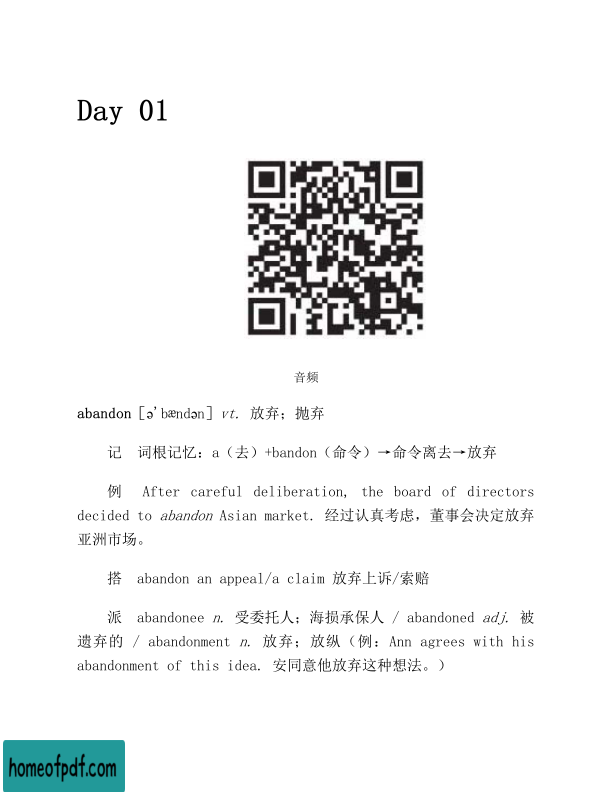 Day 01
音频
abandon［ə'bændən］vt. 放弃；抛弃
记　词根记忆：a（去）+bandon（命令）→命令离去→放弃
例　After careful deliberation, the board of directors
decided to abandon Asian market. 经过认真考虑，董事会决定放弃
亚洲市场。
搭　abandon an appeal/a claim 放弃上诉/索赔
派　abandonee n. 受委托人；海损承保人 / abandoned adj. 被
遗弃的 / abandonment n. 放弃；放纵（例：Ann agrees with his
abandonment of this idea. 安同意他放弃这种想法。）
homeofpdf.com